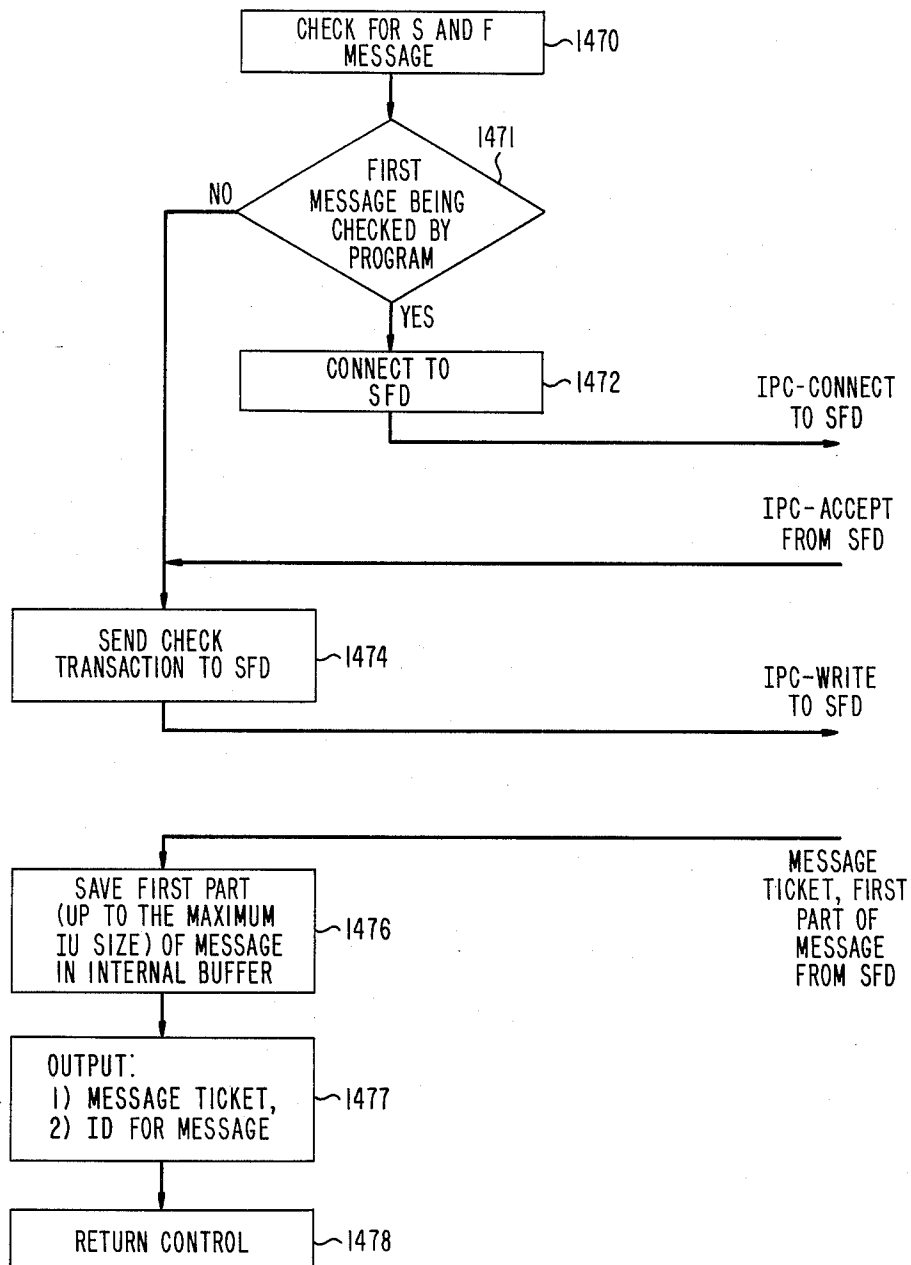 CHECK FOR S AND F
MESSAGE
1470
1471
FIRST
MESSAGE BEING
CHECKED BY
PROGRAM
NO
YES
CONNECT TO
SFD
1472
IPC-CONNECT
TO SFD
IPC-ACCEPT
FROM SFD
SEND CHECK
TRANSACTION TO SFD
1474
IPC-WRITE
TO SFD
MESSAGE
TICKET, FIRST
PART OF
MESSAGE
FROM SFD
SAVE FIRST PART
(UP TO THE MAXIMUM
IU SIZE) OF MESSAGE
IN INTERNAL BUFFER
1476
OUTPUT:
1) MESSAGE TICKET,
2) ID FOR MESSAGE
1477
RETURN CONTROL
1478